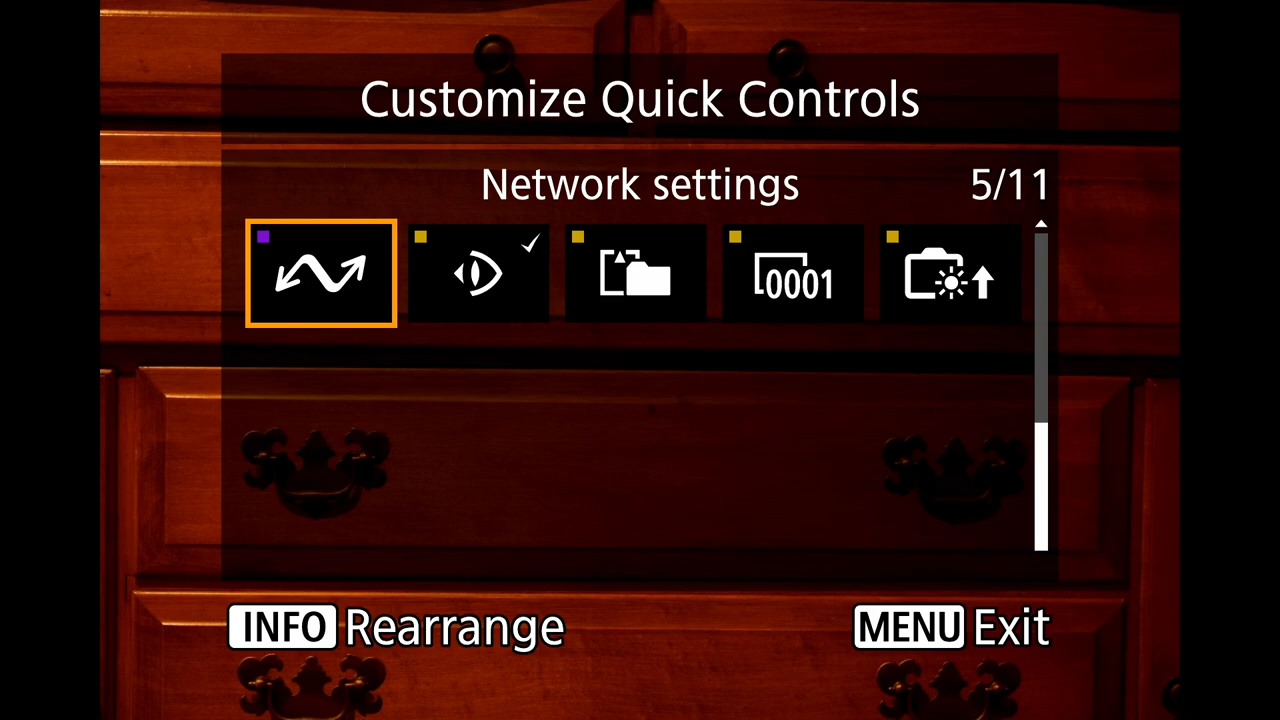 Customize Quick Controls
Network settings 5/11
0001
INFO Rearrange MENU Exit